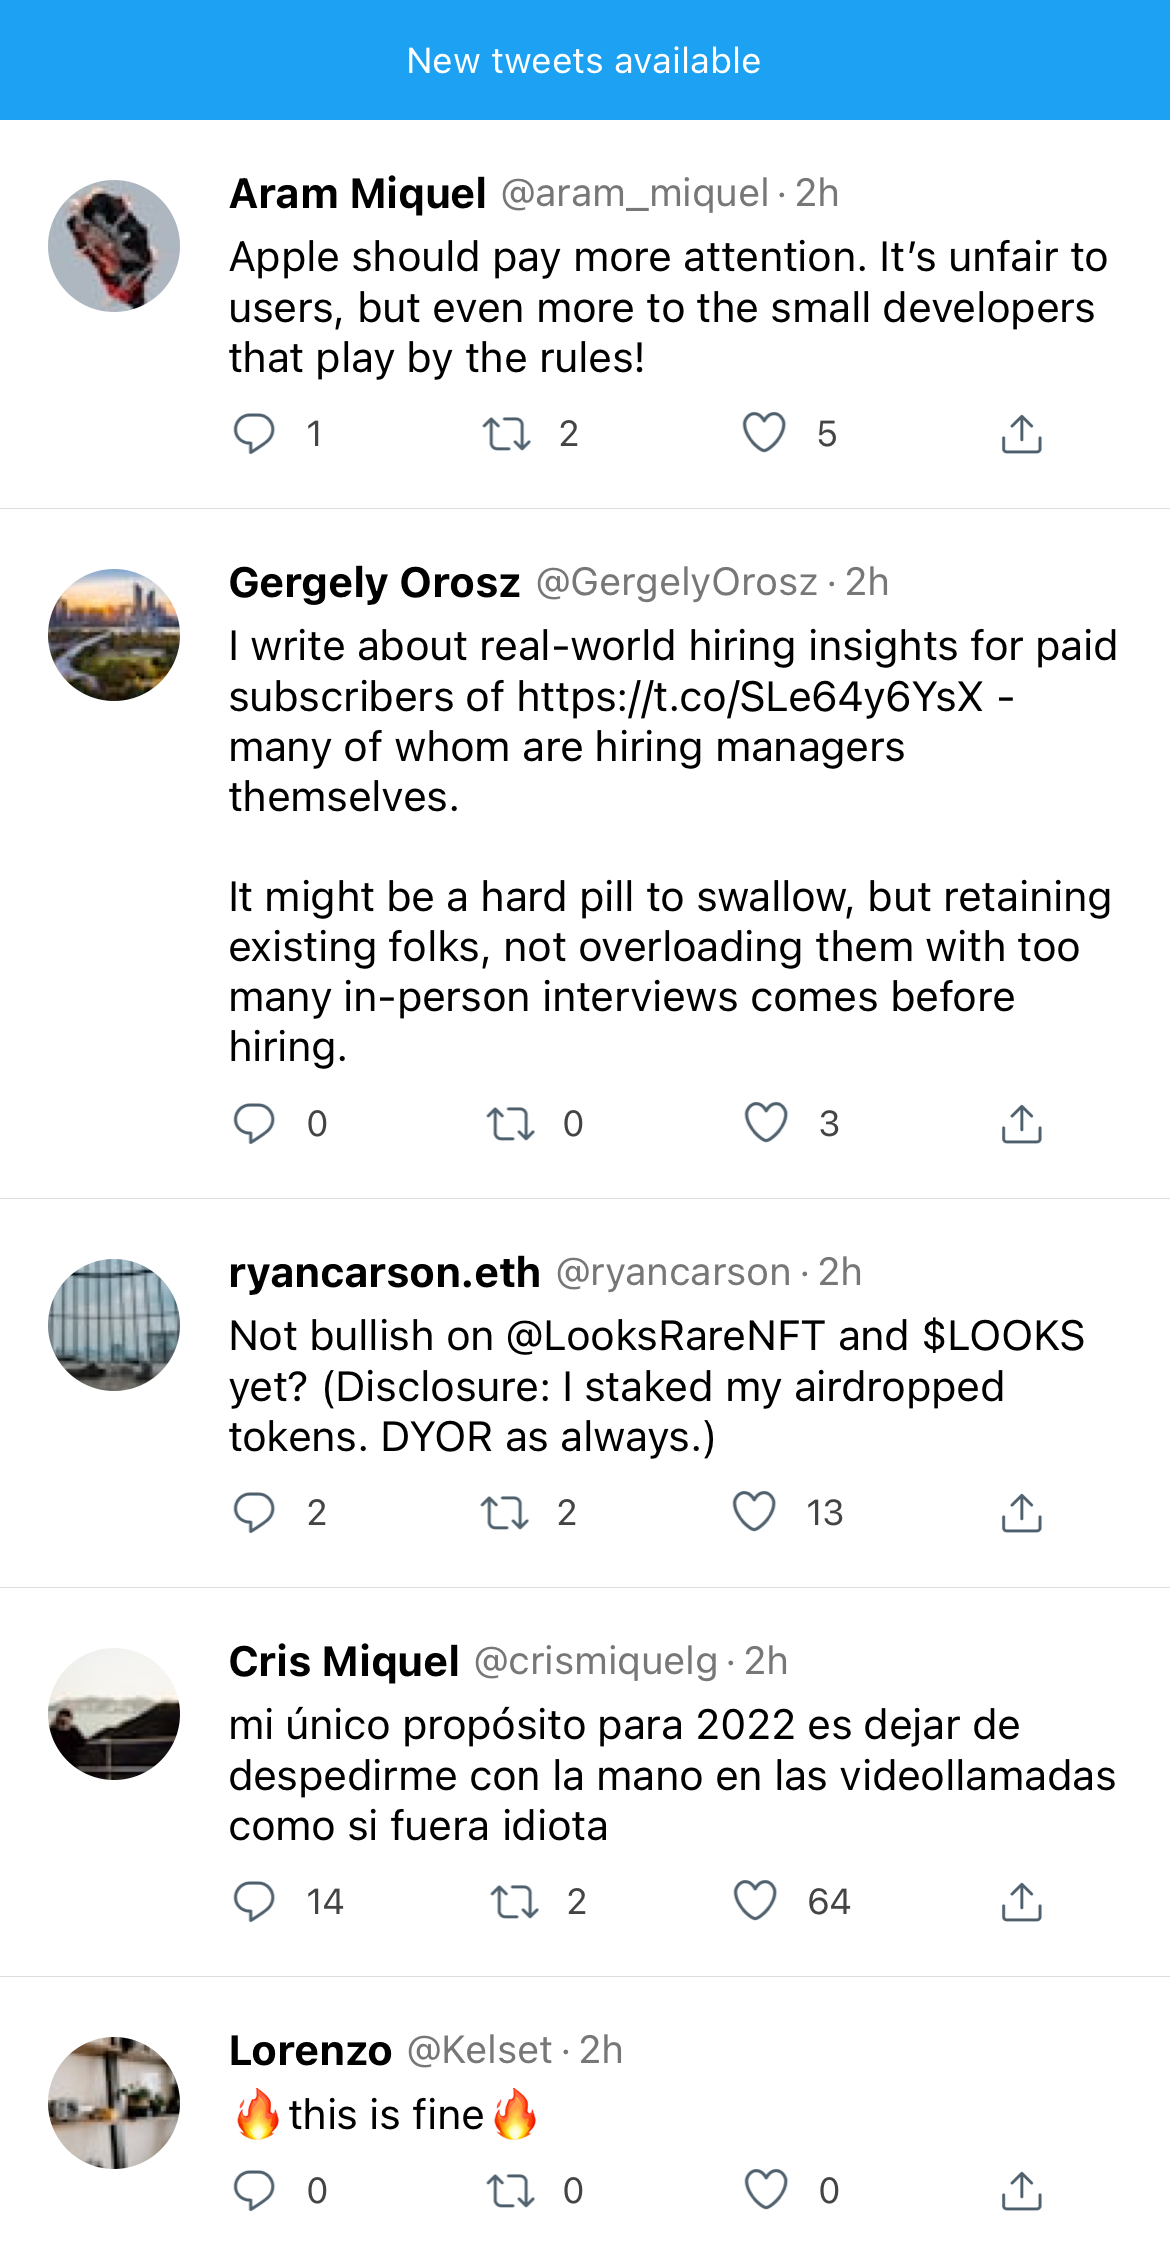 New tweets available
Aram Miquel @aram_miquel · 2h
Apple should pay more attention. It’s unfair to
users, but even more to the small developers
that play by the rules!
1 2 5
Gergely Orosz @GergelyOrosz · 2h
I write about real-world hiring insights for paid
subscribers of https://t.co/SLe64y6YsX -
many of whom are hiring managers
themselves.
It might be a hard pill to swallow, but retaining
existing folks, not overloading them with too
many in-person interviews comes before
hiring.
0 0 3
ryancarson.eth @ryancarson · 2h
Not bullish on @LooksRareNFT and $LOOKS
yet? (Disclosure: I staked my airdropped
tokens. DYOR as always.)
2 2 13
Cris Miquel @crismiquelg · 2h
mi único propósito para 2022 es dejar de
despedirme con la mano en las videollamadas
como si fuera idiota
14 2 64
Lorenzo @Kelset · 2h
🔥this is fine🔥
0 0 0